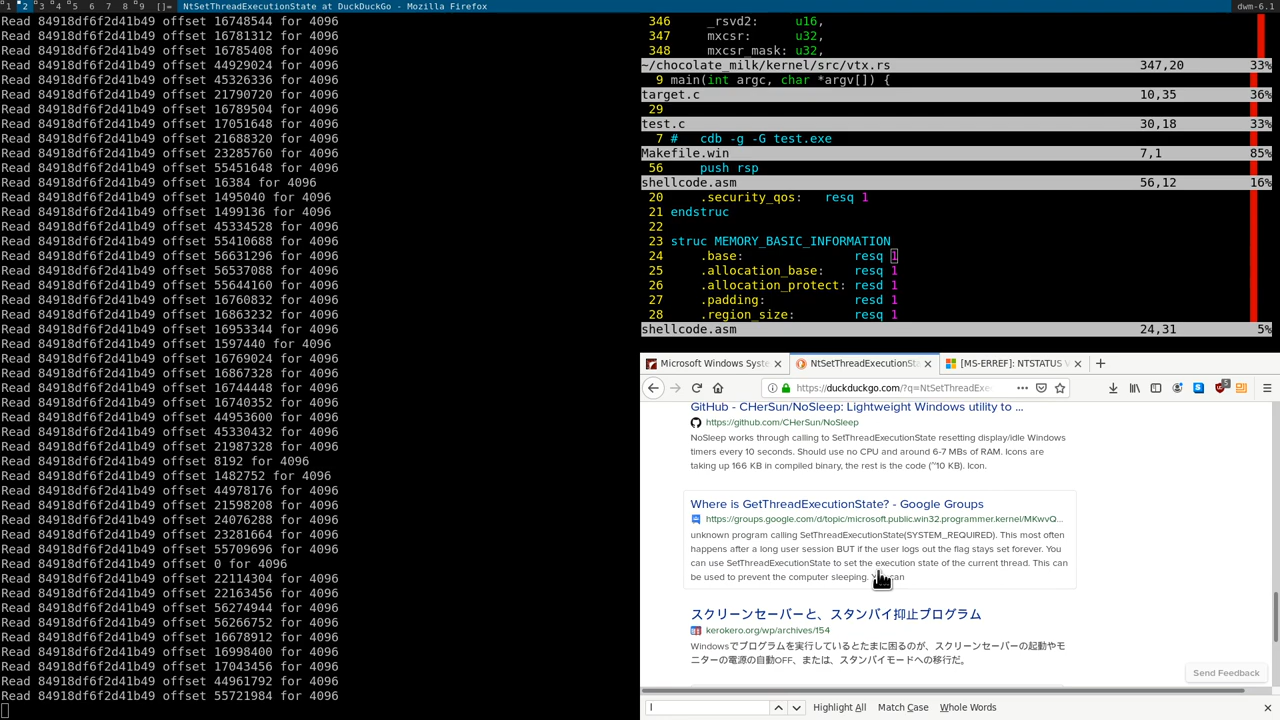 1 2 3 4 5 6 7 8 9 []= NtSetThreadExecutionState at DuckDuckGo - Mozilla Firefox dwm-6.1
Read 84918df6f2d41b49 offset 16748544 for 4096
Read 84918df6f2d41b49 offset 16781312 for 4096
Read 84918df6f2d41b49 offset 16785408 for 4096
Read 84918df6f2d41b49 offset 44929024 for 4096
Read 84918df6f2d41b49 offset 45326336 for 4096
Read 84918df6f2d41b49 offset 21790720 for 4096
Read 84918df6f2d41b49 offset 16789504 for 4096
Read 84918df6f2d41b49 offset 17051648 for 4096
Read 84918df6f2d41b49 offset 21688320 for 4096
Read 84918df6f2d41b49 offset 23285760 for 4096
Read 84918df6f2d41b49 offset 55451648 for 4096
Read 84918df6f2d41b49 offset 16384 for 4096
Read 84918df6f2d41b49 offset 1495040 for 4096
Read 84918df6f2d41b49 offset 1499136 for 4096
Read 84918df6f2d41b49 offset 45334528 for 4096
Read 84918df6f2d41b49 offset 55410688 for 4096
Read 84918df6f2d41b49 offset 56631296 for 4096
Read 84918df6f2d41b49 offset 56537088 for 4096
Read 84918df6f2d41b49 offset 55644160 for 4096
Read 84918df6f2d41b49 offset 16760832 for 4096
Read 84918df6f2d41b49 offset 16863232 for 4096
Read 84918df6f2d41b49 offset 16953344 for 4096
Read 84918df6f2d41b49 offset 1597440 for 4096
Read 84918df6f2d41b49 offset 16769024 for 4096
Read 84918df6f2d41b49 offset 16867328 for 4096
Read 84918df6f2d41b49 offset 16744448 for 4096
Read 84918df6f2d41b49 offset 16740352 for 4096
Read 84918df6f2d41b49 offset 44953600 for 4096
Read 84918df6f2d41b49 offset 45330432 for 4096
Read 84918df6f2d41b49 offset 21987328 for 4096
Read 84918df6f2d41b49 offset 8192 for 4096
Read 84918df6f2d41b49 offset 1482752 for 4096
Read 84918df6f2d41b49 offset 44978176 for 4096
Read 84918df6f2d41b49 offset 21598208 for 4096
Read 84918df6f2d41b49 offset 24076288 for 4096
Read 84918df6f2d41b49 offset 23281664 for 4096
Read 84918df6f2d41b49 offset 55709696 for 4096
Read 84918df6f2d41b49 offset 0 for 4096
Read 84918df6f2d41b49 offset 22114304 for 4096
Read 84918df6f2d41b49 offset 22163456 for 4096
Read 84918df6f2d41b49 offset 56274944 for 4096
Read 84918df6f2d41b49 offset 56266752 for 4096
Read 84918df6f2d41b49 offset 16678912 for 4096
Read 84918df6f2d41b49 offset 16998400 for 4096
Read 84918df6f2d41b49 offset 17043456 for 4096
Read 84918df6f2d41b49 offset 44961792 for 4096
Read 84918df6f2d41b49 offset 55721984 for 4096
346 _rsvd2: u16,
347 mxcsr: u32,
348 mxcsr_mask: u32,
~/chocolate_milk/kernel/src/vtx.rs 347,20 33%
9 main(int argc, char *argv[]) {
target.c 10,35 36%
29
test.c 30,18 33%
7 # cdb -g -G test.exe
Makefile.win 7,1 85%
56 push rsp
shellcode.asm 56,12 16%
20 .security_qos: resq 1
21 endstruc
22
23 struc MEMORY_BASIC_INFORMATION
24 .base: resq 1
25 .allocation_base: resq 1
26 .allocation_protect: resd 1
27 .padding: resd 1
28 .region_size: resq 1
shellcode.asm 24,31 5%
Microsoft Windows Syste NtSetThreadExecutionSta [MS-ERREF]: NTSTATUS V
https://duckduckgo.com/?q=NtSetThreadExe
GitHub - CHerSun/NoSleep: Lightweight Windows utility to ...
https://github.com/CHerSun/NoSleep
NoSleep works through calling to SetThreadExecutionState resetting display/idle Windows
timers every 10 seconds. Should use no CPU and around 6-7 MBs of RAM. Icons are
taking up 166 KB in compiled binary, the rest is the code (~10 KB). Icon.
Where is GetThreadExecutionState? - Google Groups
https://groups.google.com/d/topic/microsoft.public.win32.programmer.kernel/MKwvQ...
unknown program calling SetThreadExecutionState(SYSTEM_REQUIRED). This most often
happens after a long user session BUT if the user logs out the flag stays set forever. You
can use SetThreadExecutionState to set the execution state of the current thread. This can
be used to prevent the computer sleeping. can
スクリーンセーバーと、スタンバイ抑止プログラム
kerokero.org/wp/archives/154
Windowsでプログラムを実行しているとたまに困るのが、スクリーンセーバーの起動やモ
ニターの電源の自動OFF、または、スタンバイモードへの移行だ。
Send Feedback
l Highlight All Match Case Whole Words